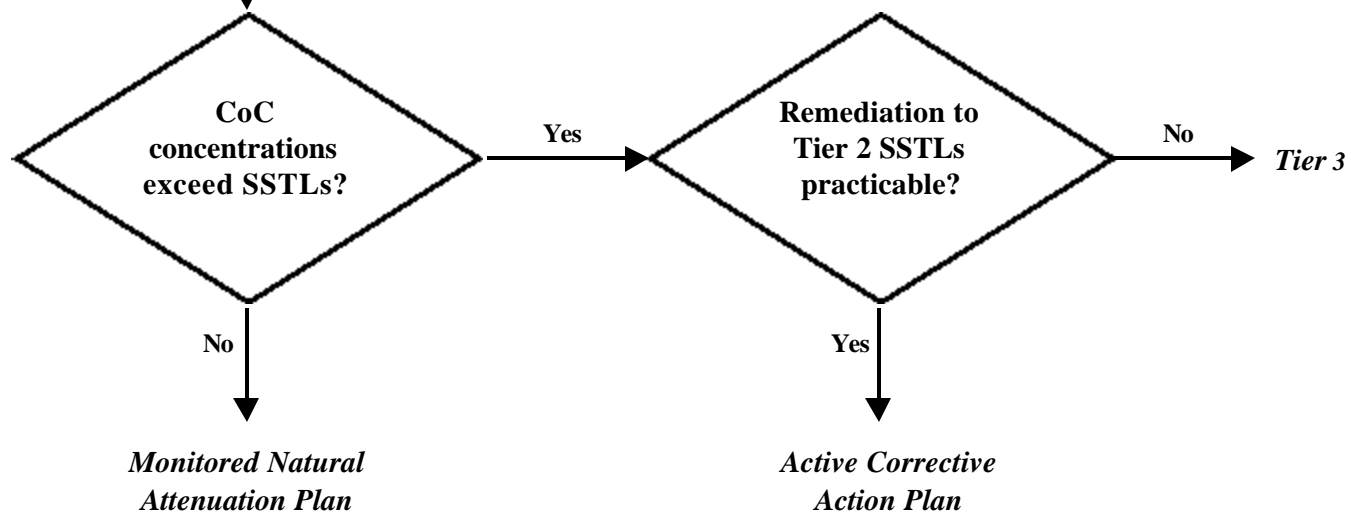 CoC
concentrations
exceed SSTLs?
Yes
Remediation to
Tier 2 SSTLs
practicable?
No
Tier 3
No
Yes
Monitored Natural
Attenuation Plan
Active Corrective
Action Plan